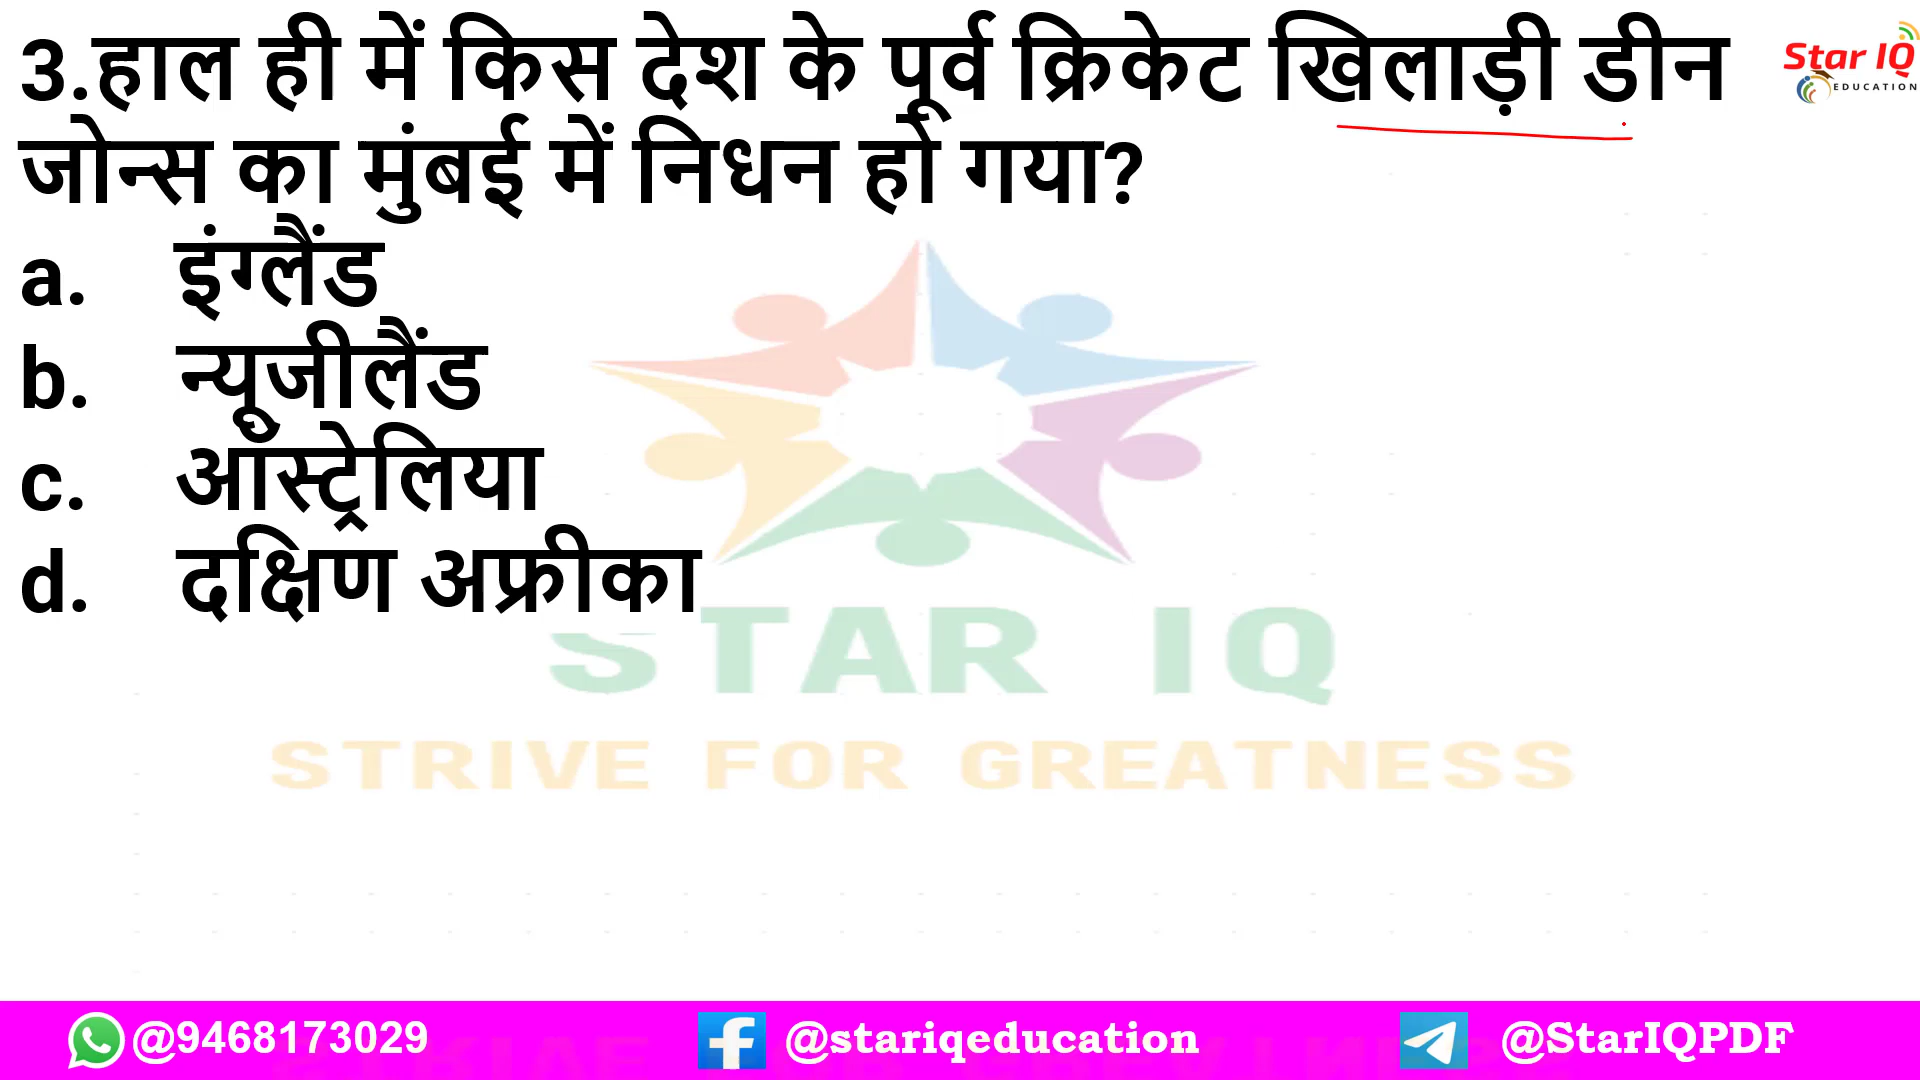 3.हाल ही में किस देश के पूर्व क्रिकेट खिलाड़ी डीन
जोन्स का मुंबई में निधन हो गया?
a. इंग्लैंड
b. न्यूजीलैंड
c. ऑस्ट्रेलिया
d. दक्षिण अफ्रीका
Star IQ
EDUCATION
STAR IQ
STRIVE FOR GREATNESS
@9468173029 @stariqeducation @StarIQPDF